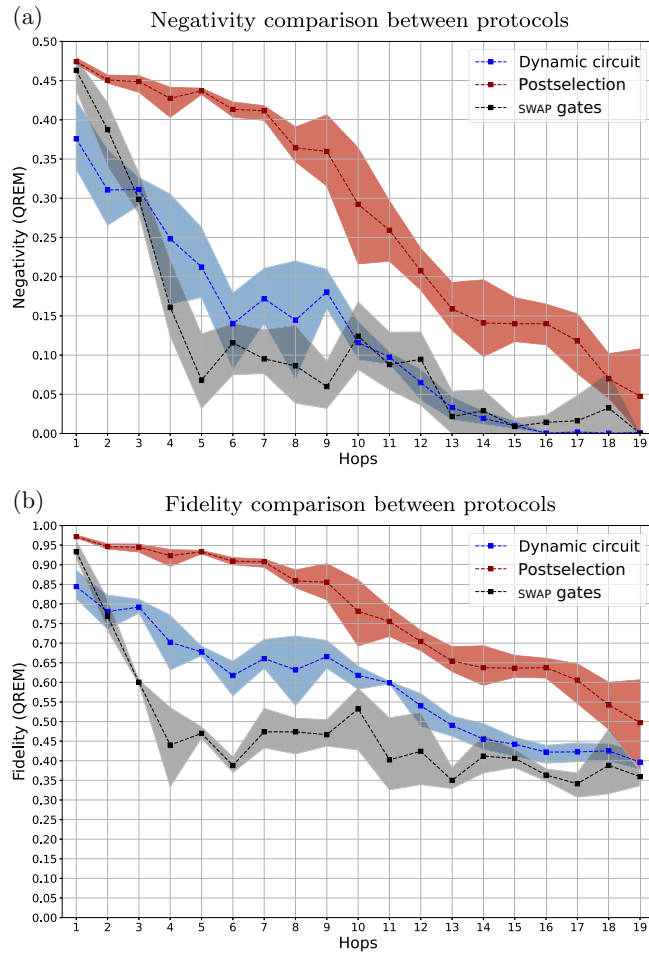 (a)
Negativity comparison between protocols
Negativity (QREM)
0.50
0.45
0.40
0.35
0.30
0.25
0.20
0.15
0.10
0.05
0.00
Dynamic circuit
Postselection
SWAP gates
1 2 3 4 5 6 7 8 9 10 11 12 13 14 15 16 17 18 19
Hops
(b)
Fidelity comparison between protocols
Fidelity (QREM)
1.00
0.95
0.90
0.85
0.80
0.75
0.70
0.65
0.60
0.55
0.50
0.45
0.40
0.35
0.30
0.25
0.20
0.15
0.10
0.05
0.00
Dynamic circuit
Postselection
SWAP gates
1 2 3 4 5 6 7 8 9 10 11 12 13 14 15 16 17 18 19
Hops